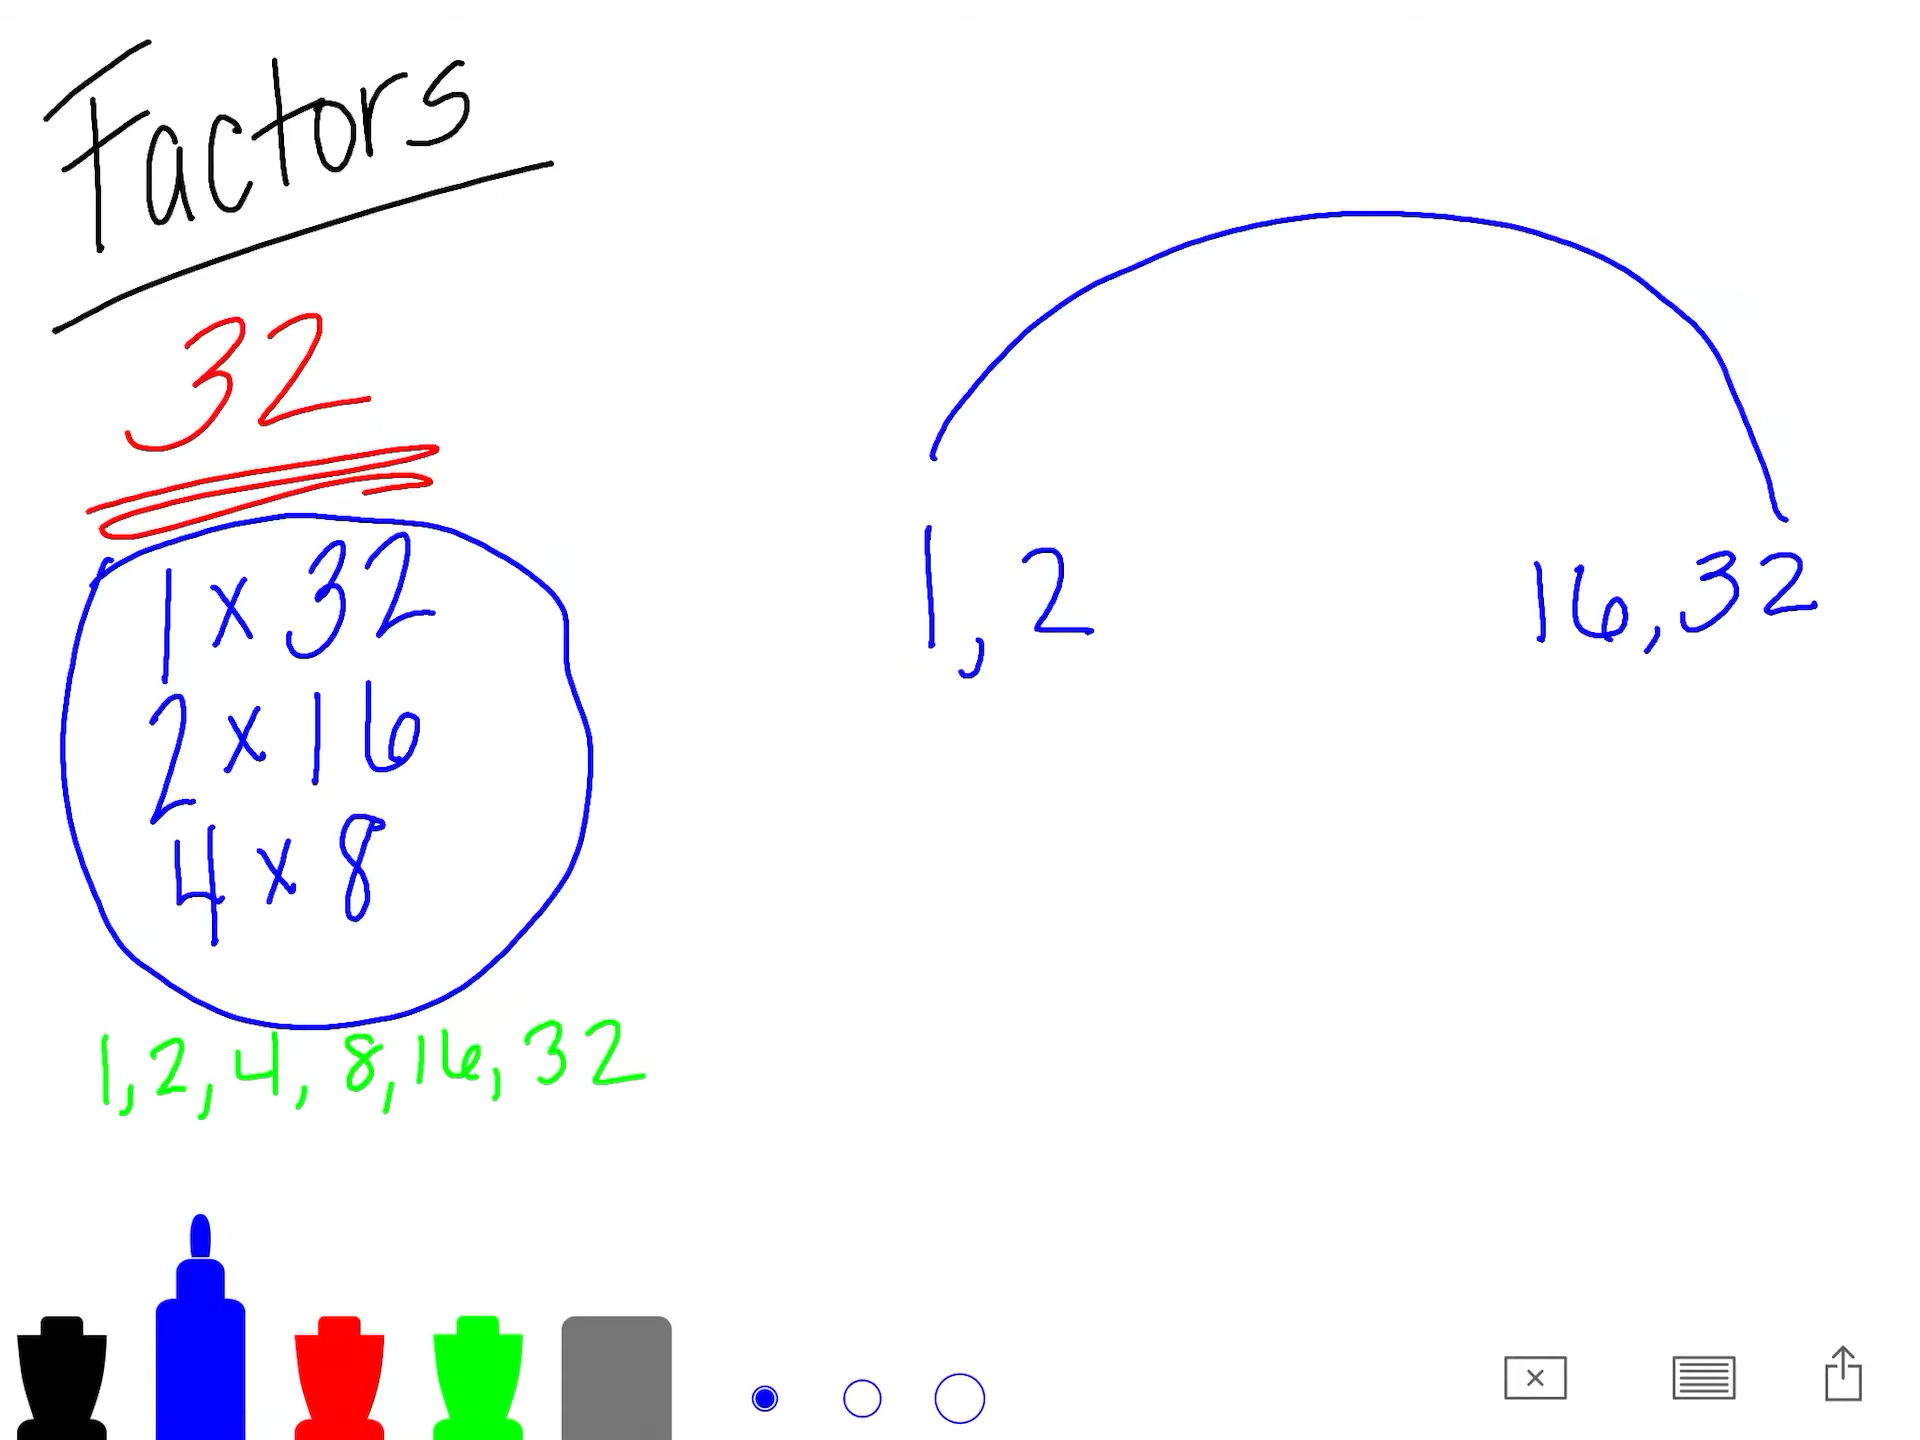 Factors
32
1 x 32
2 x 16
4 x 8
1, 2, 4, 8, 16, 32
1, 2 16, 32